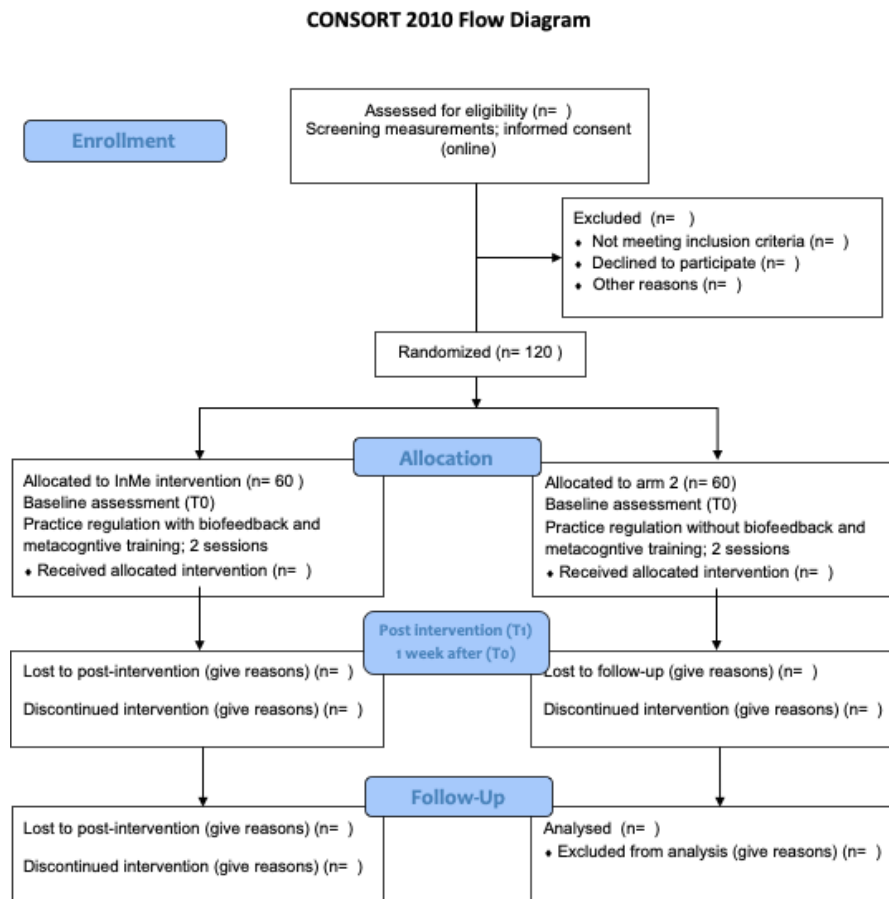 CONSORT 2010 Flow Diagram
Enrollment
Assessed for eligibility (n=  )
Screening measurements; informed consent
(online)
Excluded  (n=   )
♦ Not meeting inclusion criteria (n=  )
♦ Declined to participate (n=  )
♦ Other reasons (n=  )
Randomized (n= 120 )
Allocation
Allocated to InMe intervention (n= 60 )
Baseline assessment (T0)
Practice regulation with biofeedback and
metacogntive training; 2 sessions
♦ Received allocated intervention (n=  )
Allocated to arm 2 (n= 60)
Baseline assessment (T0)
Practice regulation without biofeedback and
metacogntive training; 2 sessions
♦ Received allocated intervention (n=  )
Post intervention (T1)
1 week after (T0)
Lost to post-intervention (give reasons) (n=  )
Discontinued intervention (give reasons) (n=  )
Lost to follow-up (give reasons) (n=  )
Discontinued intervention (give reasons) (n=  )
Follow-Up
Lost to post-intervention (give reasons) (n=  )
Discontinued intervention (give reasons) (n=  )
Analysed  (n=  )
♦ Excluded from analysis (give reasons) (n=  )